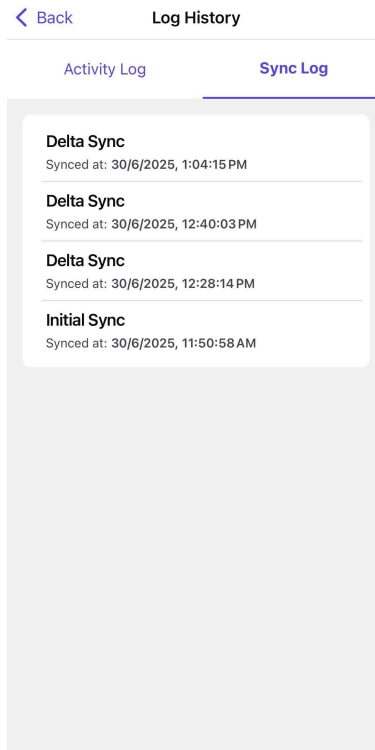 Back
Log History
Activity Log
Sync Log
Delta Sync
Synced at: 30/6/2025, 1:04:15 PM
Delta Sync
Synced at: 30/6/2025, 12:40:03 PM
Delta Sync
Synced at: 30/6/2025, 12:28:14 PM
Initial Sync
Synced at: 30/6/2025, 11:50:58 AM